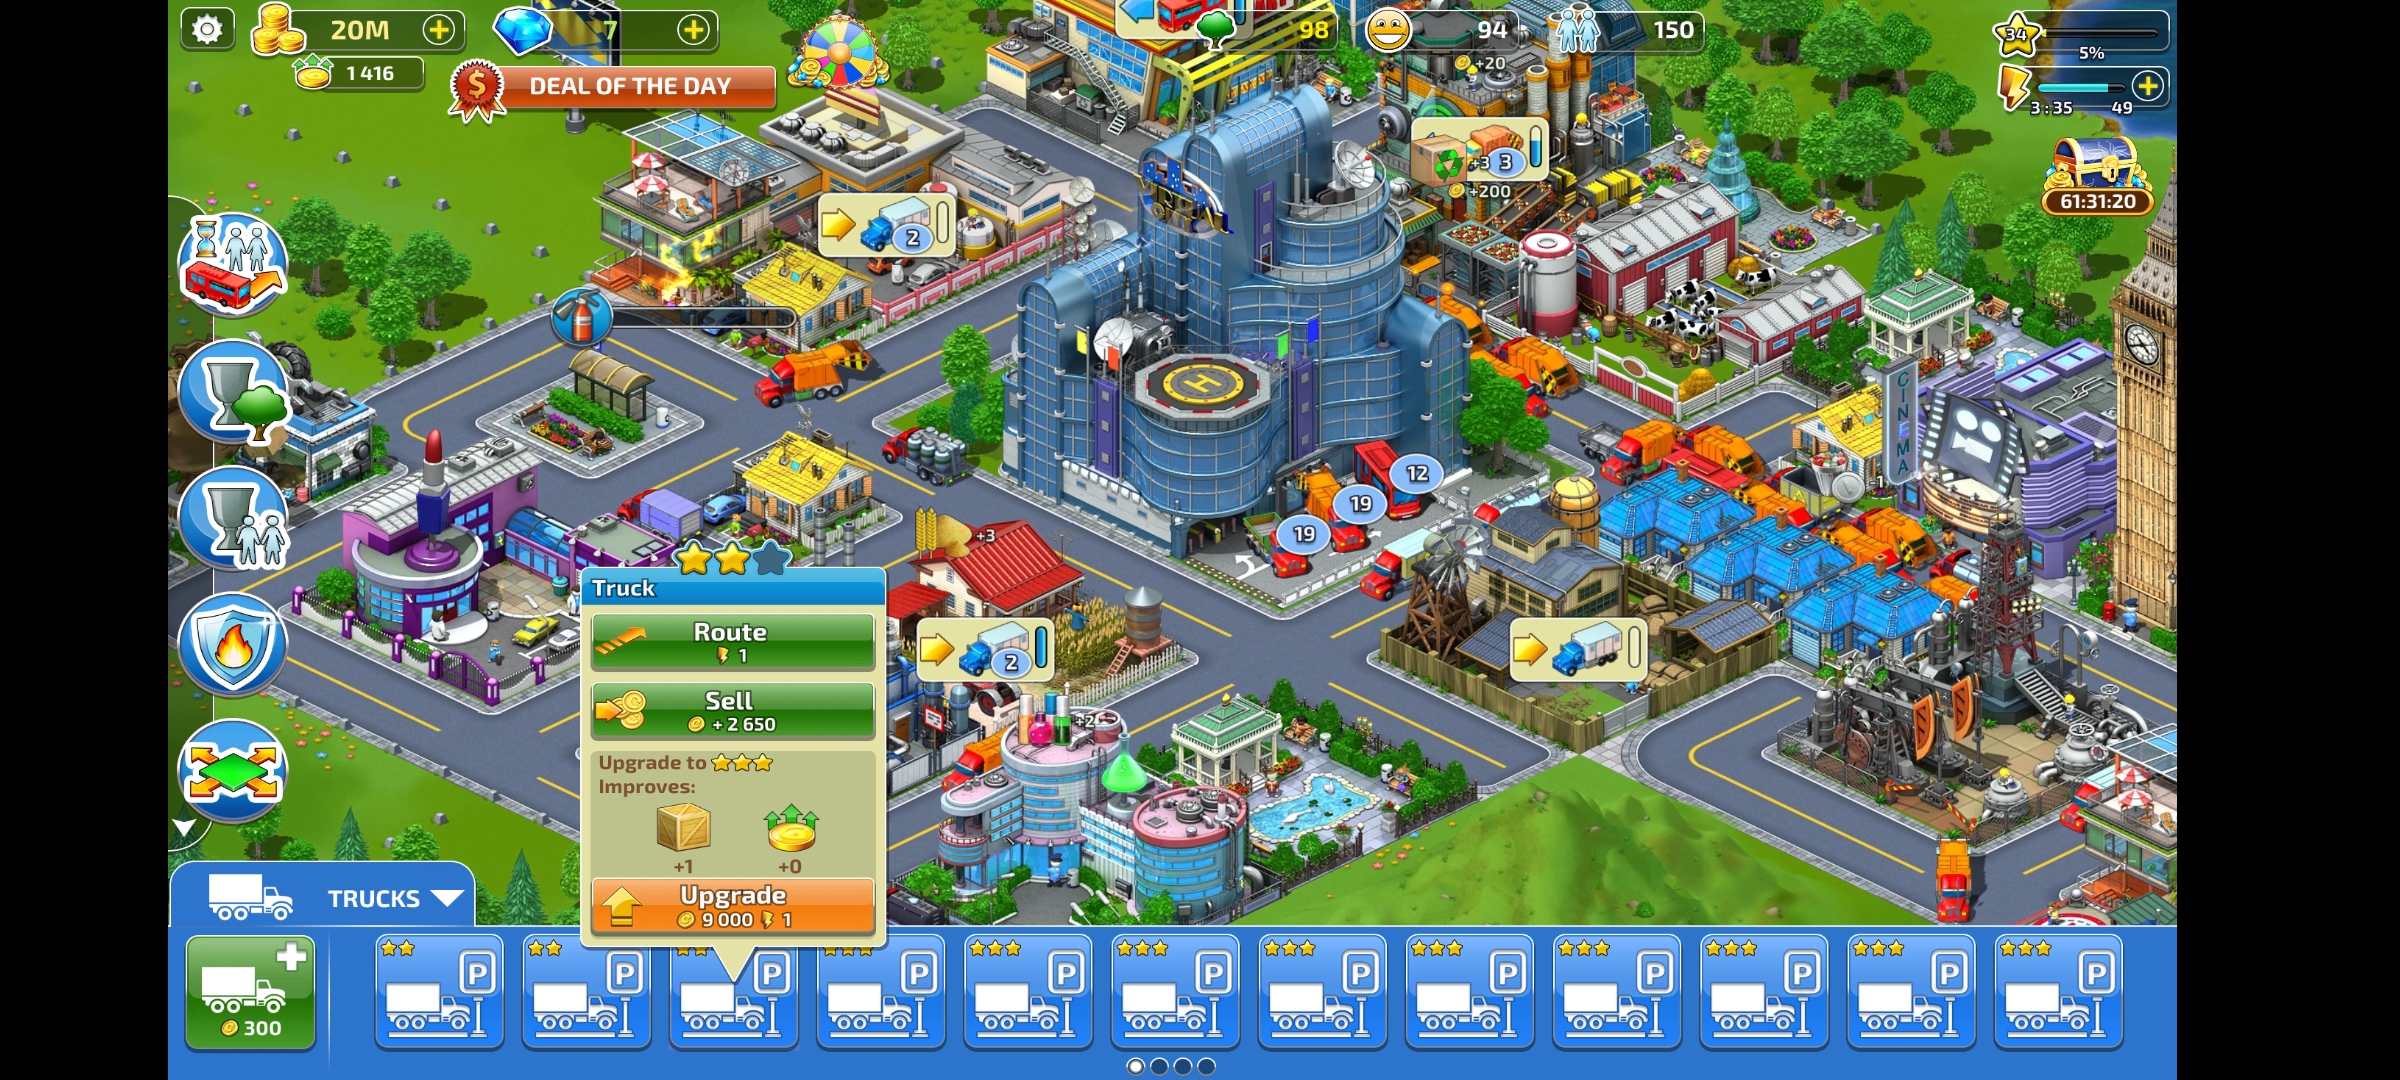 20M
7
98
94
150
34
5%
1 416
DEAL OF THE DAY
+20
3:35
49
+3 3
+200
61:31:20
2
H
CINEMA
12
19
19
-1
+3
2
+2
Truck
Route
1
Sell
+ 2 650
Upgrade to
Improves:
+1
+0
Upgrade
9 000 1
TRUCKS
P
P
P
P
P
P
P
P
P
P
P
P
300